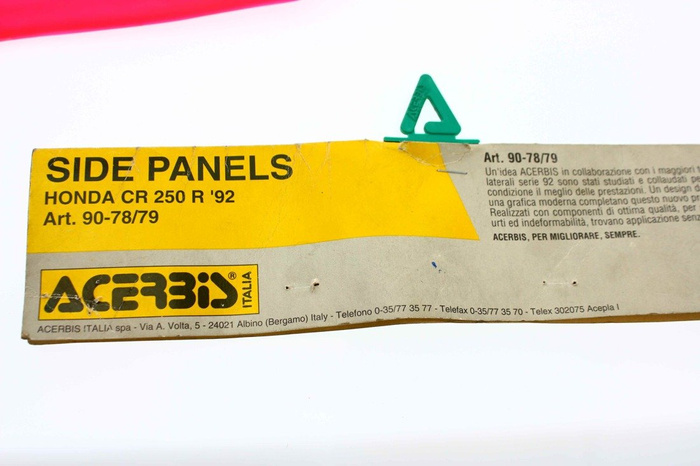 SIDE PANELS
HONDA CR 250 R '92
Art. 90-78/79
ACERBIS®
ITALIA
ACERBIS ITALIA spa - Via A. Volta, 5 - 24021 Albino (Bergamo) Italy - Telefono 0-35/77 35 77 - Telefax 0-35/77 35 70 - Telex 302075 Acepla I
Art. 90-78/79
Un'idea ACERBIS in collaborazione con i maggiori
laterali serie 92 sono stati studiati e collaudati
condizione il meglio delle prestazioni. Un design
una grafica moderna completano questo nuovo
Realizzati con componenti di ottima qualità, per
urti ed indeformabilità, trovano applicazione
ACERBIS, PER MIGLIORARE, SEMPRE.